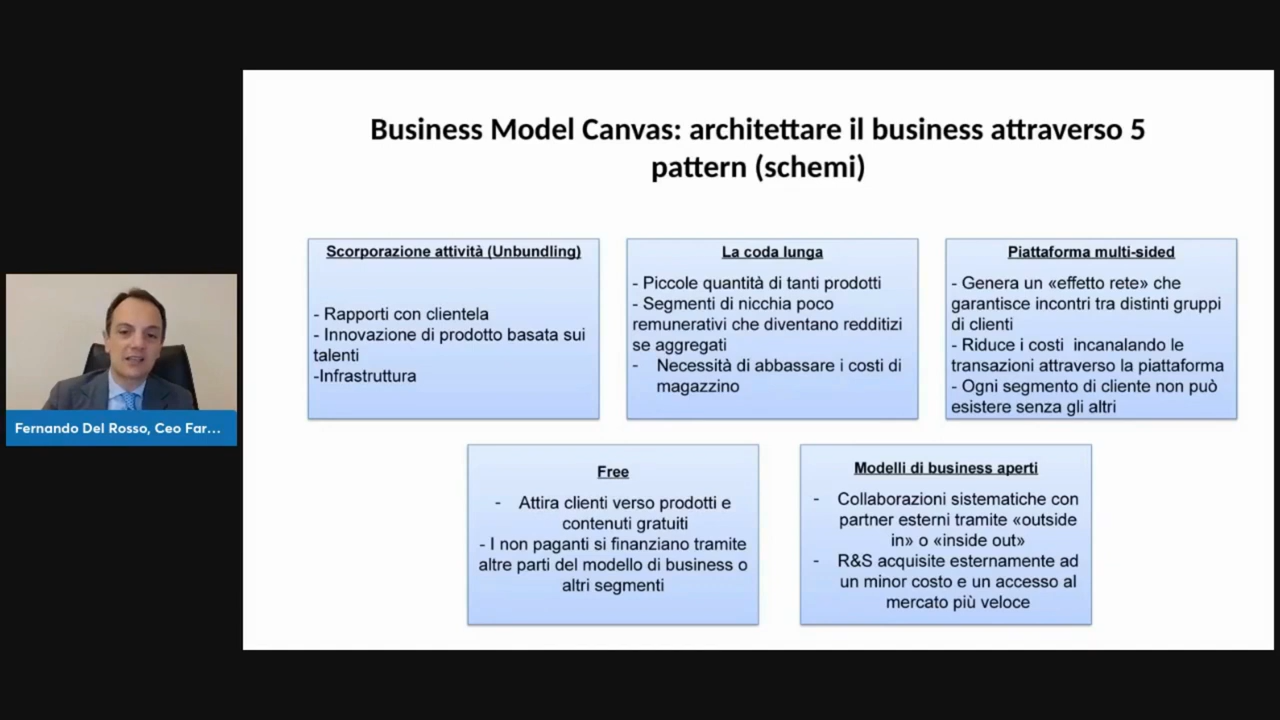 Business Model Canvas: architettare il business attraverso 5
pattern (schemi)
Scorporazione attività (Unbundling)
- Rapporti con clientela
- Innovazione di prodotto basata sui
talenti
-Infrastruttura
La coda lunga
- Piccole quantità di tanti prodotti
- Segmenti di nicchia poco
remunerativi che diventano redditizi
se aggregati
- Necessità di abbassare i costi di
magazzino
Piattaforma multi-sided
- Genera un «effetto rete» che
garantisce incontri tra distinti gruppi
di clienti
- Riduce i costi incanalando le
transazioni attraverso la piattaforma
- Ogni segmento di cliente non può
esistere senza gli altri
Fernando Del Rosso, Ceo Far...
Free
- Attira clienti verso prodotti e
contenuti gratuiti
- I non paganti si finanziano tramite
altre parti del modello di business o
altri segmenti
Modelli di business aperti
- Collaborazioni sistematiche con
partner esterni tramite «outside
in» o «inside out»
- R&S acquisite esternamente ad
un minor costo e un accesso al
mercato più veloce